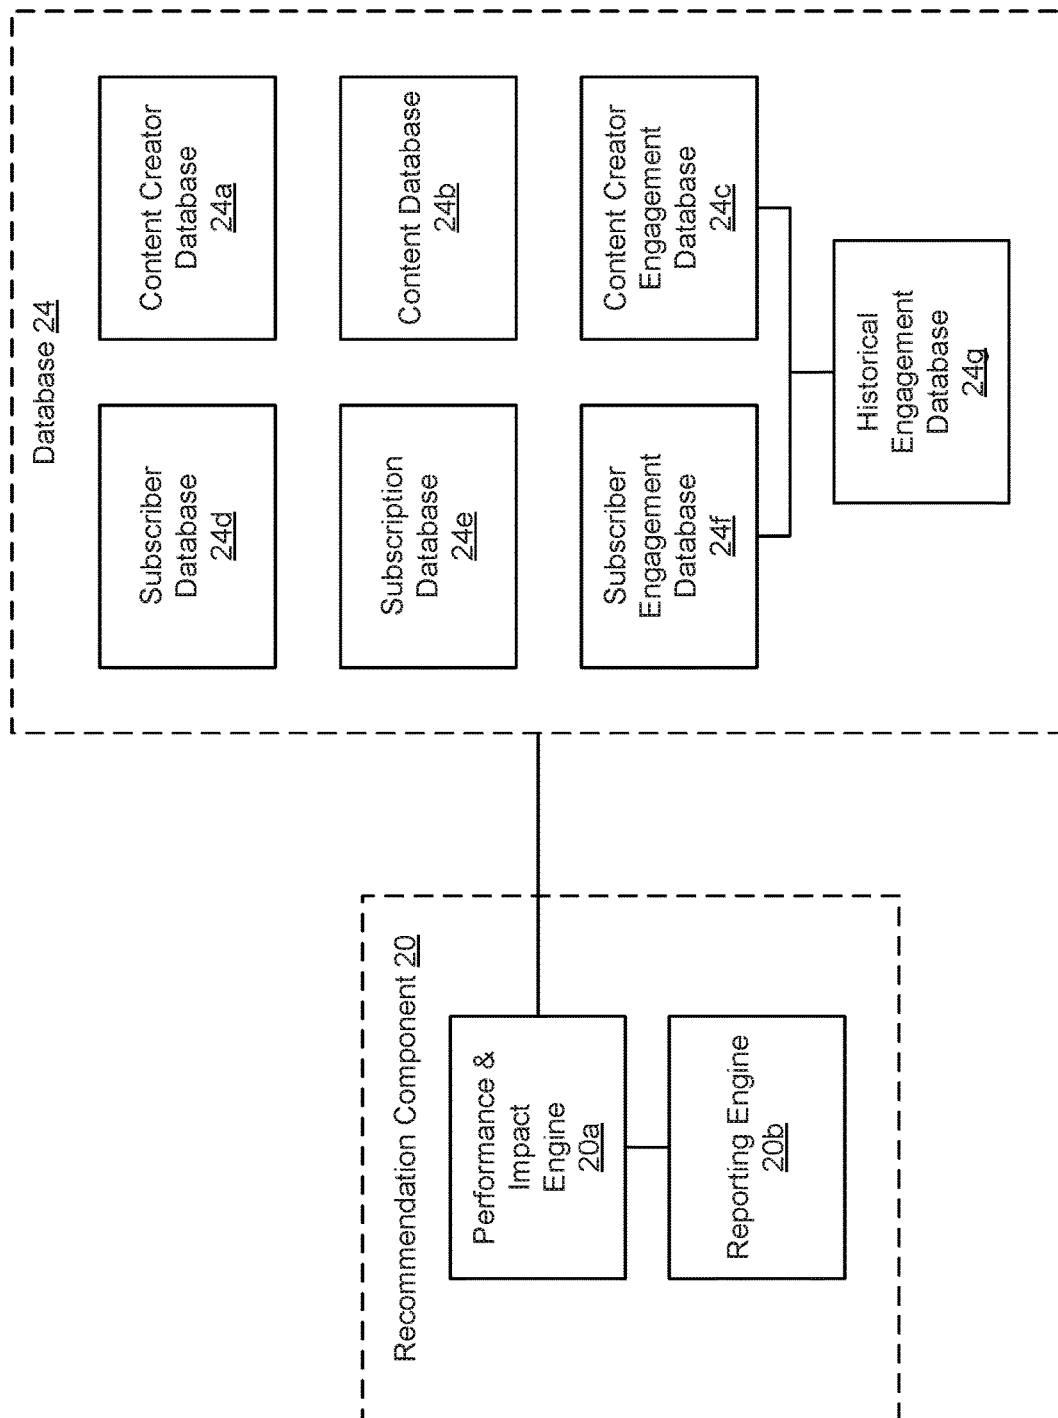 Recommendation Component 20
Performance &
Impact
Engine
20a
Reporting Engine
20b
Database 24
Subscriber
Database
24d
Content Creator
Database
24a
Subscription
Database
24e
Content Database
24b
Subscriber
Engagement
Database
24f
Content Creator
Engagement
Database
24c
Historical
Engagement
Database
24g